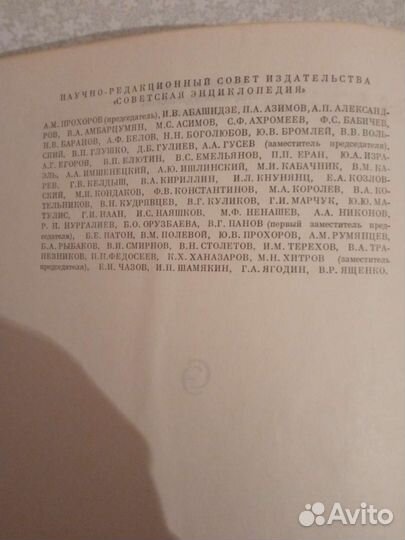 НАУЧНО-РЕДАКЦИОННЫЙ СОВЕТ ИЗДАТЕЛЬСТВА
«СОВЕТСКАЯ ЭНЦИКЛОПЕДИЯ»
А.М. ПРОХОРОВ (председатель), И.В. АБАШИДЗЕ, П.А. АЗИМОВ, А.П. АЛЕКСАНД-
РОВ, В.А. АМБАРЦУМЯН, М.С. АСИМОВ, С.Ф. АХРОМЕЕВ, Ф.С. БАБИЧЕВ,
Н.В. БАРАНОВ, А.Ф. БЕЛОВ, Н.Н. БОГОЛЮБОВ, Ю.В. БРОМЛЕЙ, В.В. ВОЛЬ-
СКИЙ, В.П. ГЛУШКО, Д.Б. ГУЛИЕВ, А.А. ГУСЕВ (заместитель председателя),
А.Г. ЕГОРОВ, В.П. ЕЛЮТИН, В.С. ЕМЕЛЬЯНОВ, П.П. ЕРАН, Ю.А. ИЗРА-
ЭЛЬ, А.А. ИМШЕНЕЦКИЙ, А.Ю. ИШЛИНСКИЙ, М.И. КАБАЧНИК, В.М. КА-
РЕВ, Г.В. КЕЛДЫШ, В.А. КИРИЛЛИН, И.Л. КНУНЯНЦ, Е.А. КОЗЛОВ-
СКИЙ, М.И. КОНДАКОВ, Ф.В. КОНСТАНТИНОВ, М.А. КОРОЛЕВ, В.А. КО-
ТЕЛЬНИКОВ, В.Н. КУДРЯВЦЕВ, В.Г. КУЛИКОВ, Г.И. МАРЧУК, Ю.Ю. МА-
ТУЛИС, Г.И. НААН, И.С. НАЯШКОВ, М.Ф. НЕНАШЕВ, А.А. НИКОНОВ,
Р.Н. НУРГАЛИЕВ, Б.О. ОРУЗБАЕВА, В.Г. ПАНОВ (первый заместитель пред-
седателя), Б.Е. ПАТОН, В.М. ПОЛЕВОЙ, Ю.В. ПРОХОРОВ, А.М. РУМЯНЦЕВ,
Б.А. РЫБАКОВ, В.И. СМИРНОВ, В.Н. СТОЛЕТОВ, И.М. ТЕРЕХОВ, В.А. ТРА-
ПЕЗНИКОВ, П.Н. ФЕДОСЕЕВ, К.Х. ХАНАЗАРОВ, М.Н. ХИТРОВ (заместитель
председателя), Е.И. ЧАЗОВ, И.П. ШАМЯКИН, Г.А. ЯГОДИН, В.Р. ЯЩЕНКО.
Avito